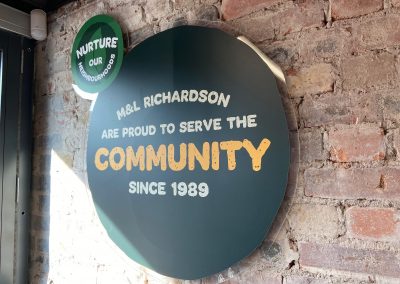 NURTURE
OUR
NEIGHBOURHOODS
M&L RICHARDSON
ARE PROUD TO SERVE THE
COMMUNITY
SINCE 1989